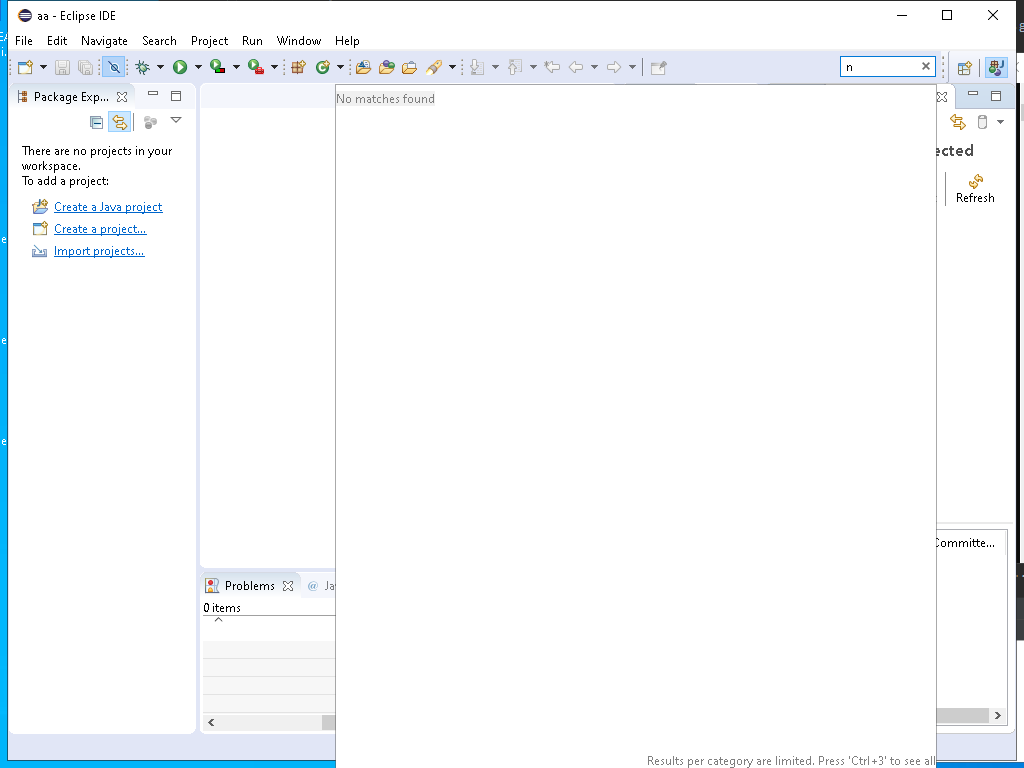 aa - Eclipse IDE
File Edit Navigate Search Project Run Window Help
n
Package Exp...
There are no projects in your
workspace.
To add a project:
Create a Java project
Create a project...
Import projects...
No matches found
ected
Refresh
Committe...
Problems
@ Ja
0 items
Results per category are limited. Press 'Ctrl+3' to see all